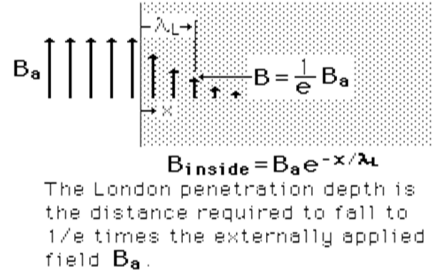 λL
Ba
B = 1/e Ba
x
Binside = Ba e^-x/λL
The London penetration depth is
the distance required to fall to
1/e times the externally applied
field Ba.